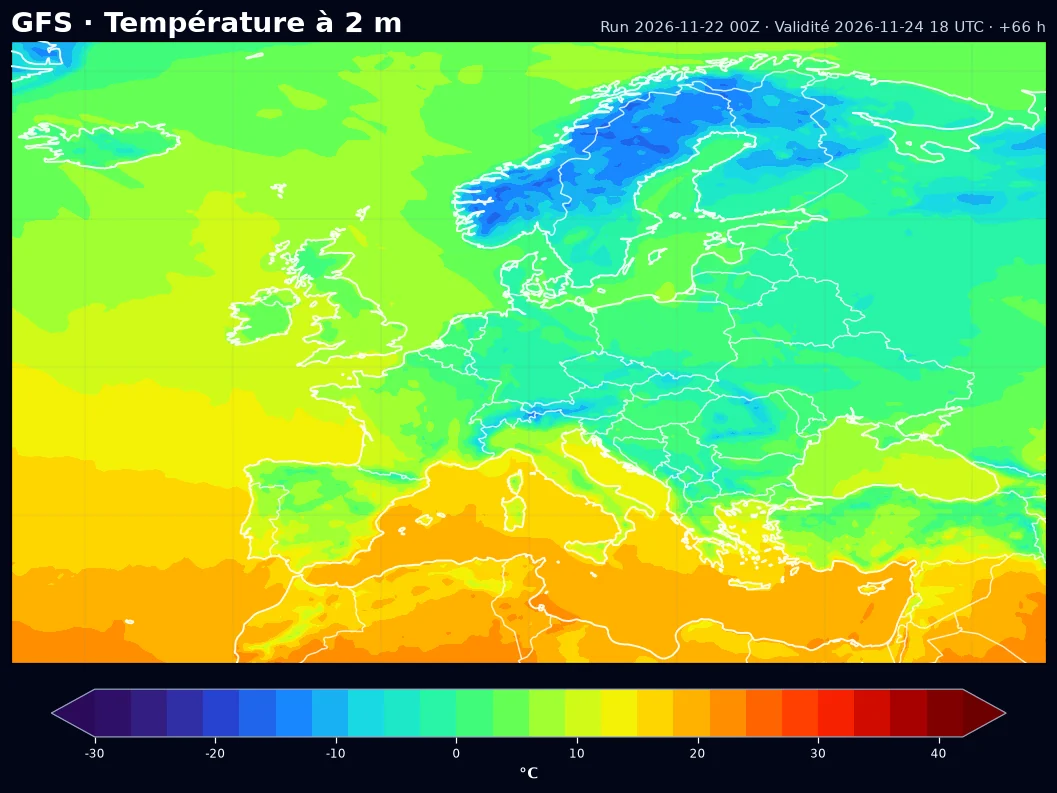 GFS · Température à 2 m
Run 2026-11-22 00Z · Validité 2026-11-24 18 UTC · +66 h
-30 -20 -10 0 10 20 30 40
°C